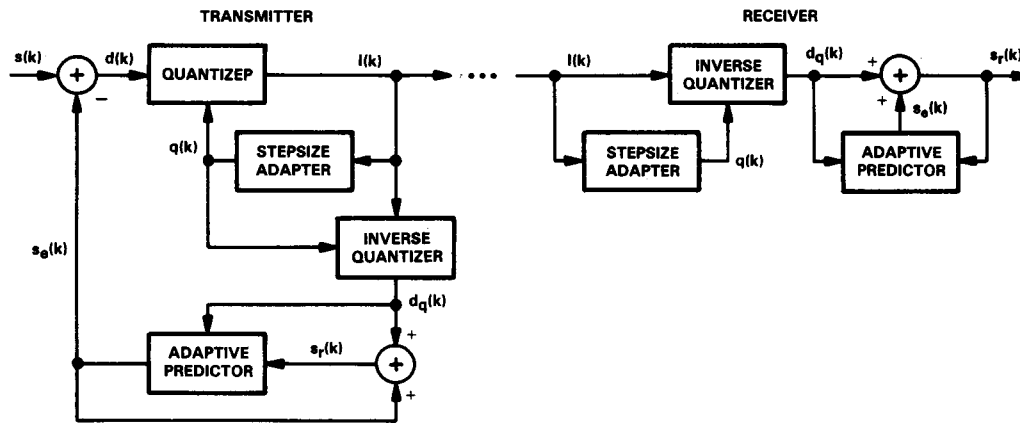 TRANSMITTER
RECEIVER
s(k)
d(k)
I(k)
I(k)
dq(k)
sr(k)
+
−
QUANTIZEP
• • •
INVERSE
QUANTIZER
+
+
+
se(k)
q(k)
STEPSIZE
ADAPTER
STEPSIZE
ADAPTER
q(k)
ADAPTIVE
PREDICTOR
INVERSE
QUANTIZER
se(k)
dq(k)
+
ADAPTIVE
PREDICTOR
sr(k)
+
+